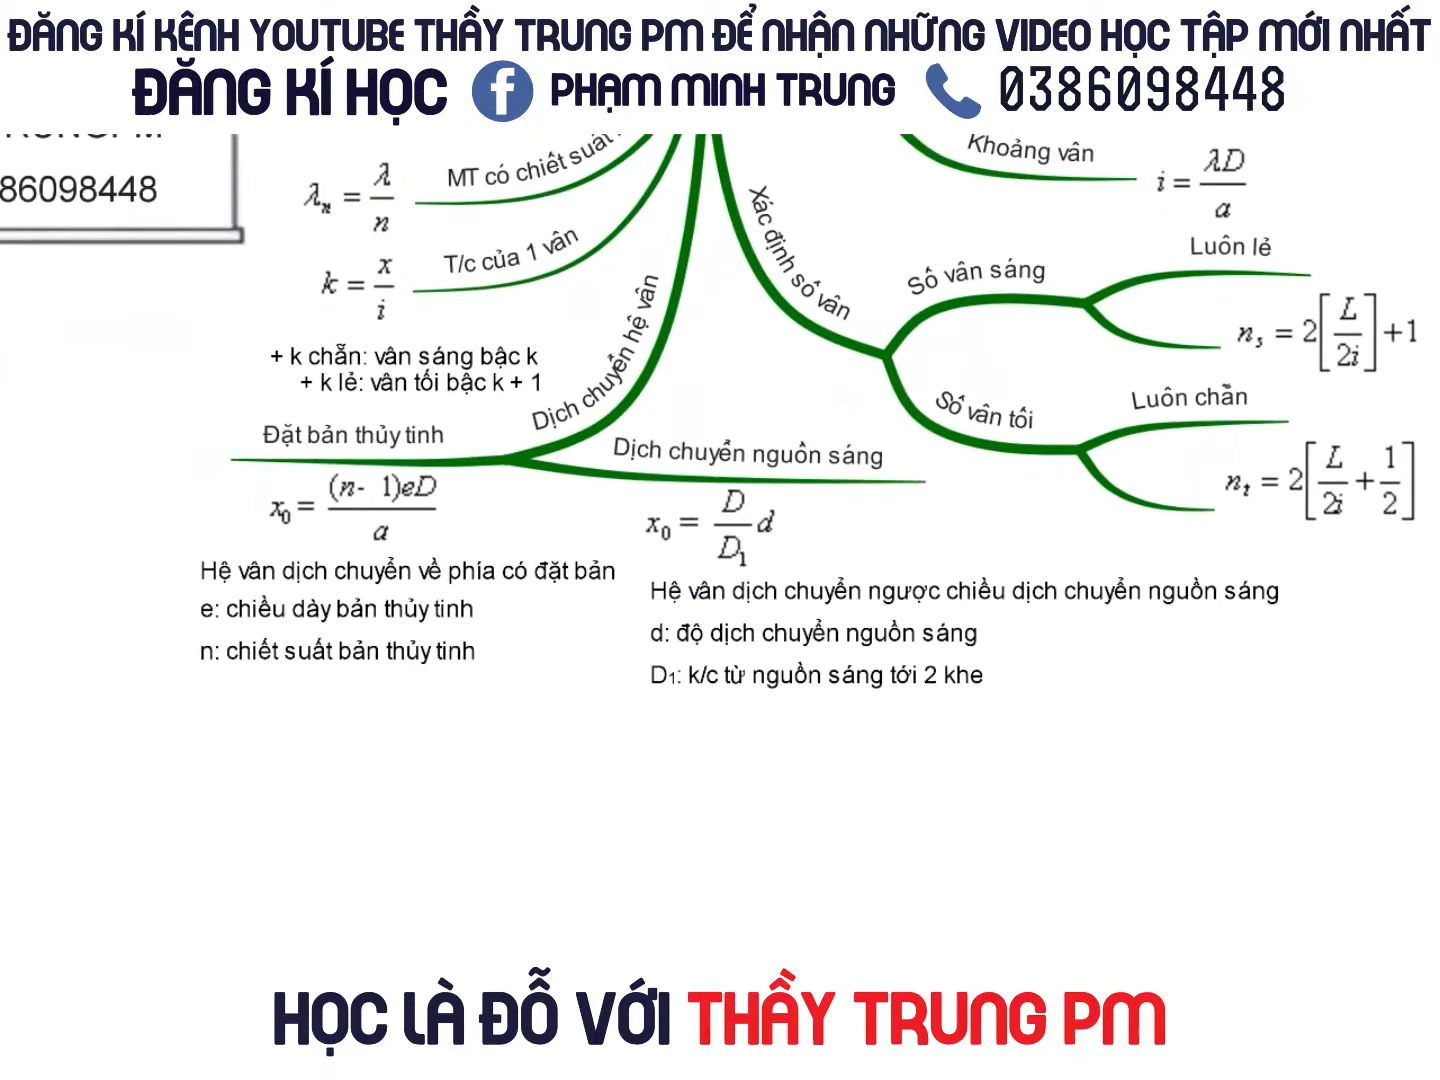 ĐĂNG KÍ KÊNH YOUTUBE THẦY TRUNG PM ĐỂ NHẬN NHỮNG VIDEO HỌC TẬP MỚI NHẤT
ĐĂNG KÍ HỌC PHẠM MINH TRUNG 0386098448
86098448
MT có chiết suất
λₙ = λ/n
T/c của 1 vân
k = x/i
+ k chẵn: vân sáng bậc k
+ k lẻ: vân tối bậc k + 1
Dịch chuyển hệ vân
Đặt bản thủy tinh
x₀ = (n- 1)eD/a
Hệ vân dịch chuyển về phía có đặt bản
e: chiều dày bản thủy tinh
n: chiết suất bản thủy tinh
Dịch chuyển nguồn sáng
x₀ = D/D₁ d
Hệ vân dịch chuyển ngược chiều dịch chuyển nguồn sáng
d: độ dịch chuyển nguồn sáng
D₁: k/c từ nguồn sáng tới 2 khe
Khoảng vân
i = λD/a
Xác định số vân
Số vân sáng
Luôn lẻ
nₛ = 2[L/2i]+1
Số vân tối
Luôn chẵn
nₜ = 2[L/2i + 1/2]
HỌC LÀ ĐỖ VỚI THẦY TRUNG PM